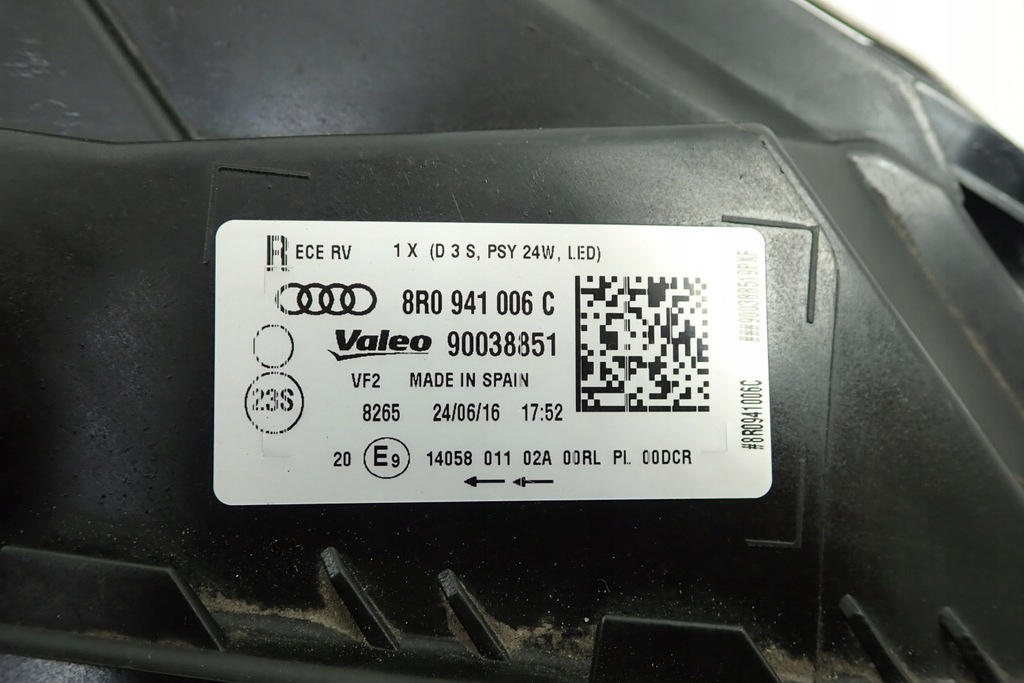 R ECE RV 1 X (D 3 S, PSY 24W, LED)
8R0 941 006 C
Valeo 90038851
VF2 MADE IN SPAIN
23S
8265 24/06/16 17:52
20 E9 14058 011 02A 00RL PL 00DCR
#8R0941006C
###90038851